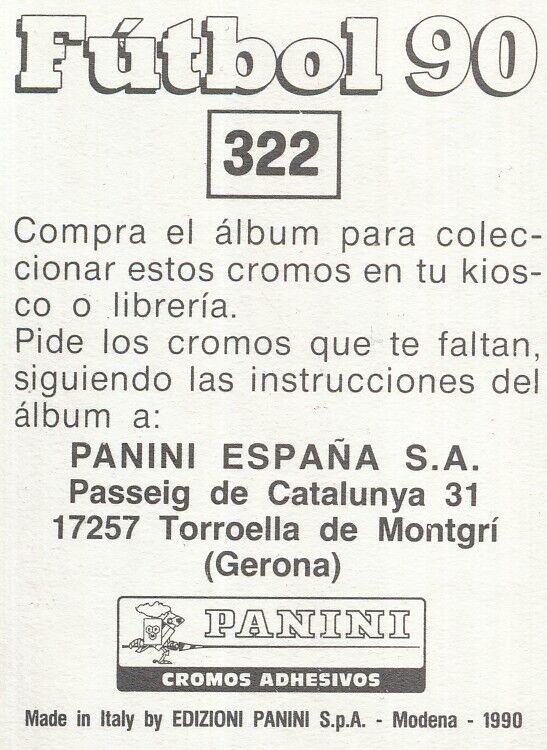 Fútbol 90
322
Compra el álbum para colec-
cionar estos cromos en tu kios-
co o librería.
Pide los cromos que te faltan,
siguiendo las instrucciones del
álbum a:
PANINI ESPAÑA S.A.
Passeig de Catalunya 31
17257 Torroella de Montgrí
(Gerona)
PANINI
CROMOS ADHESIVOS
Made in Italy by EDIZIONI PANINI S.p.A. - Modena - 1990